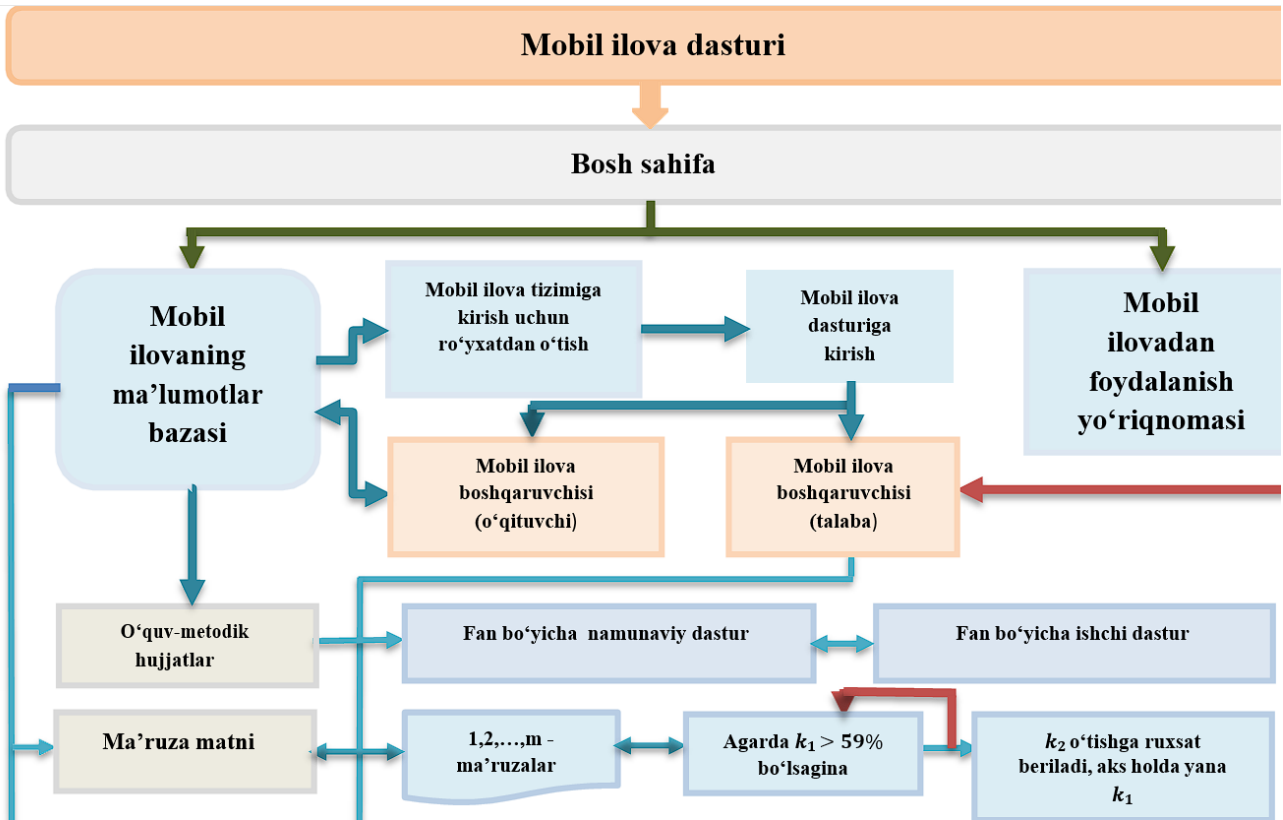 Mobil ilova dasturi
Bosh sahifa
Mobil
ilovaning
ma’lumotlar
bazasi
Mobil ilova tizimiga
kirish uchun
ro‘yxatdan o‘tish
Mobil ilova
dasturiga
kirish
Mobil
ilovadan
foydalanish
yo‘riqnomasi
Mobil ilova
boshqaruvchisi
(o‘qituvchi)
Mobil ilova
boshqaruvchisi
(talaba)
O‘quv-metodik
hujjatlar
Fan bo‘yicha namunaviy dastur
Fan bo‘yicha ishchi dastur
Ma’ruza matni
1,2,…,m -
ma’ruzalar
Agarda k₁ > 59%
bo‘lsagina
k₂ o‘tishga ruxsat
beriladi, aks holda yana
k₁